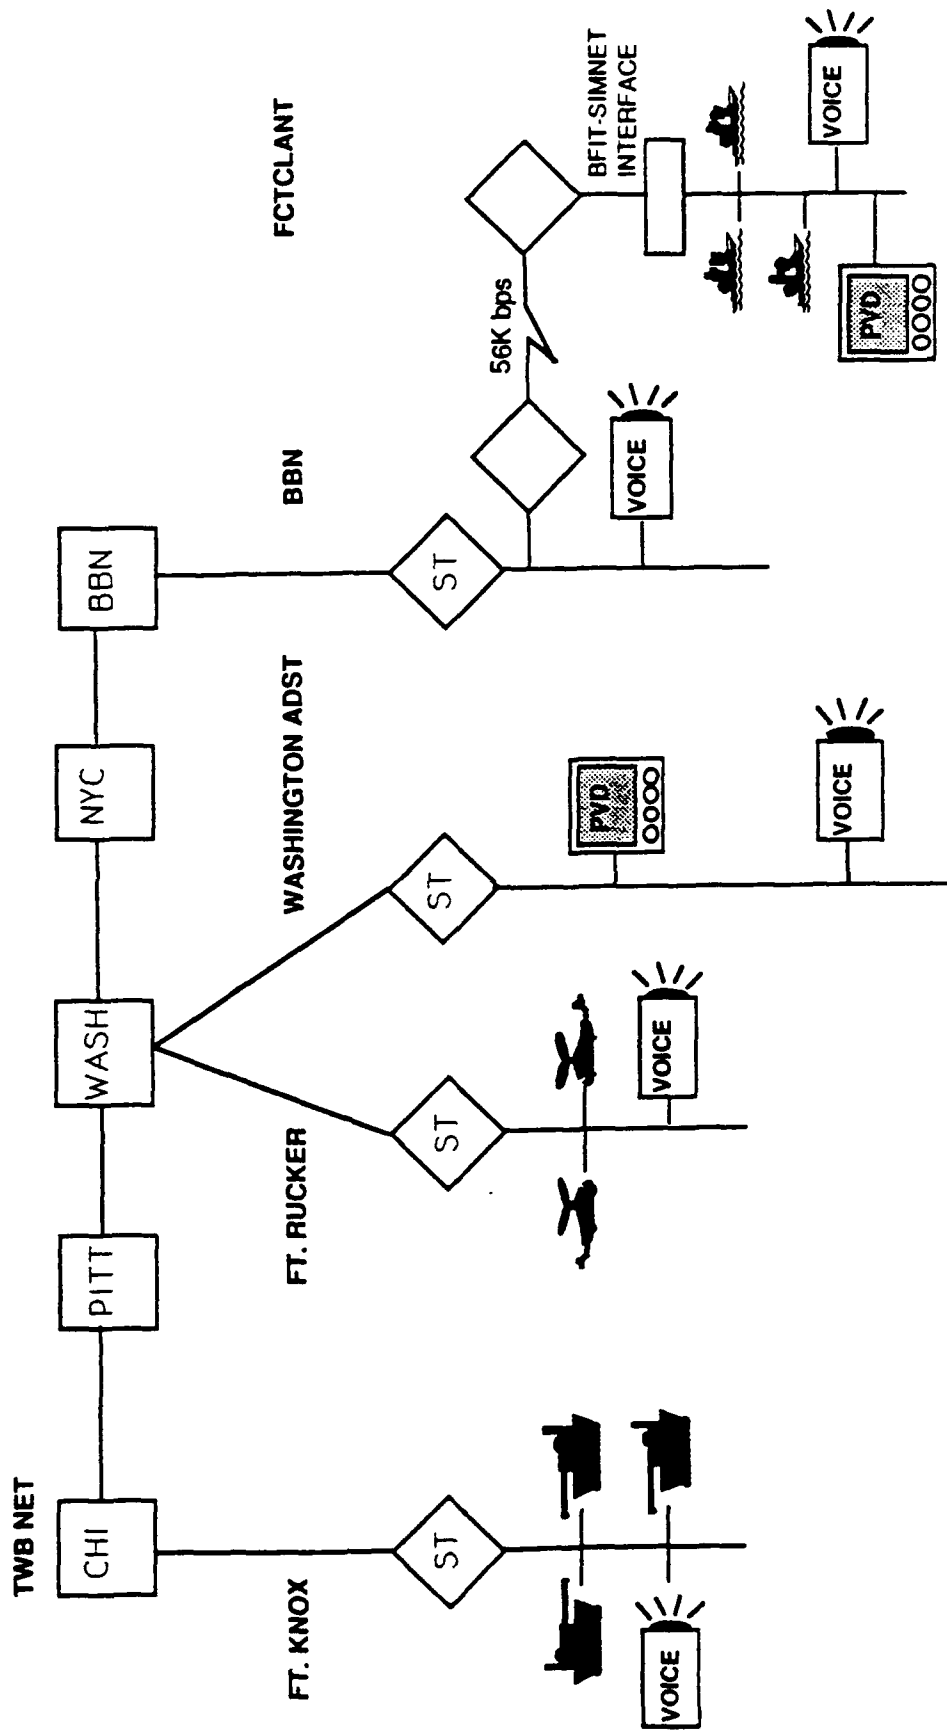 TWB NET
CHI
PITT
WASH
NYC
BBN
FT. KNOX
FT. RUCKER
WASHINGTON ADST
BBN
FCTCLANT
ST
ST
ST
ST
56K bps
BFIT-SIMNET
INTERFACE
VOICE
VOICE
PVD
VOICE
VOICE
PVD
VOICE